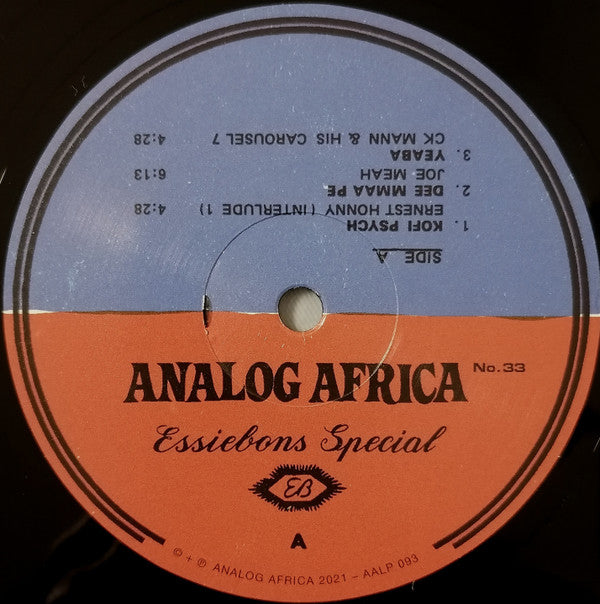 SIDE A
1. KOFI PSYCH
ERNEST HONNY (INTERLUDE 1) 4:28
2. DEE MMAA PE
JOE MEAH 6:13
3. YEABA
CK MANN & HIS CAROUSEL 7 4:28
ANALOG AFRICA No.33
Essiebons Special
EB
A
© + ℗ ANALOG AFRICA 2021 – AALP 093